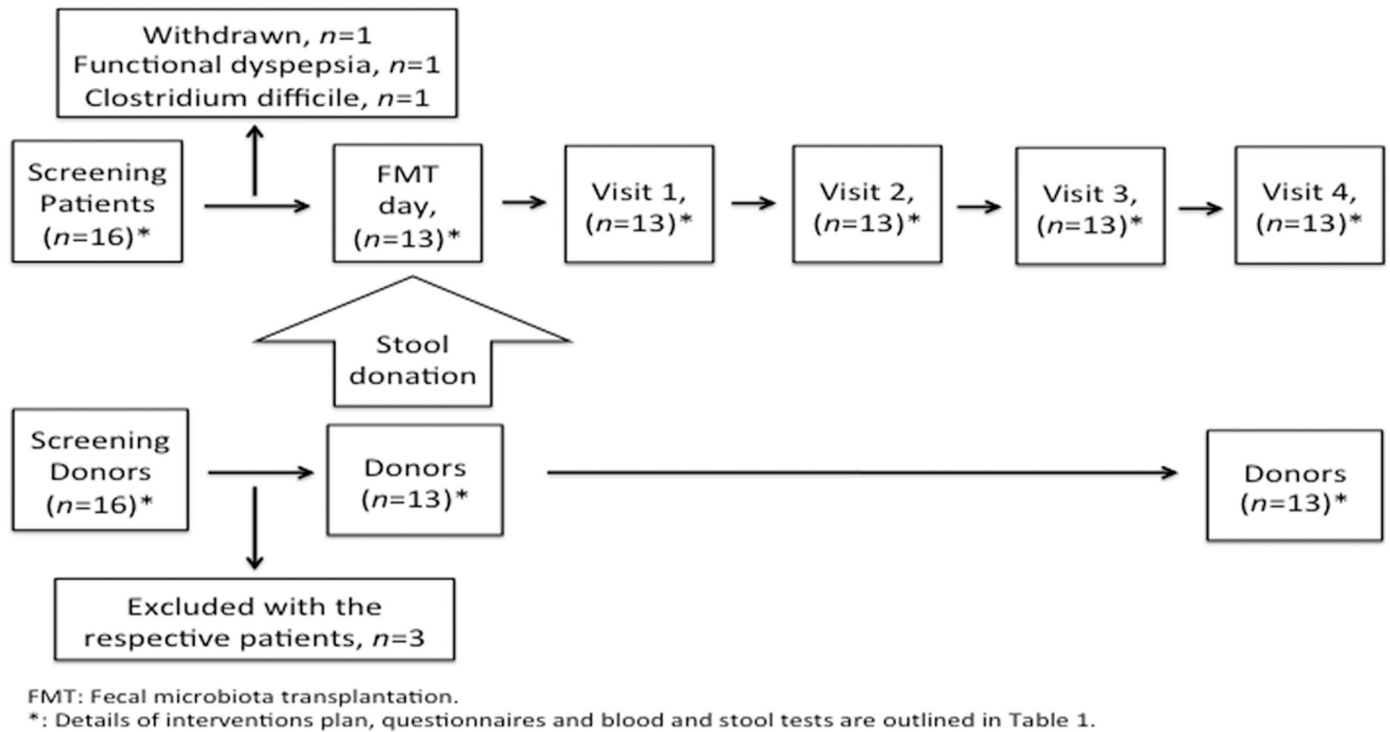 Withdrawn, n=1
Functional dyspepsia, n=1
Clostridium difficile, n=1
Screening
Patients
(n=16)*
FMT
day,
(n=13)*
Visit 1,
(n=13)*
Visit 2,
(n=13)*
Visit 3,
(n=13)*
Visit 4,
(n=13)*
Stool
donation
Screening
Donors
(n=16)*
Donors
(n=13)*
Donors
(n=13)*
Excluded with the
respective patients, n=3
FMT: Fecal microbiota transplantation.
*: Details of interventions plan, questionnaires and blood and stool tests are outlined in Table 1.